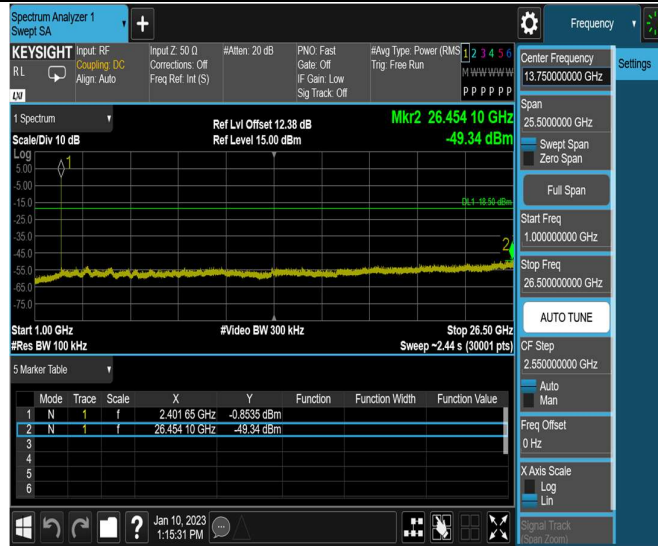 Spectrum Analyzer 1
Swept SA
+
Frequency
KEYSIGHT
RL
LXI
Input: RF
Coupling: DC
Align: Auto
Input Z: 50 Ω
Corrections: Off
Freq Ref: Int (S)
#Atten: 20 dB
PNO: Fast
Gate: Off
IF Gain: Low
Sig Track: Off
#Avg Type: Power (RMS
Trig: Free Run
1 2 3 4 5 6
M W W W W W
P P P P P P
1 Spectrum
Scale/Div 10 dB
Ref Lvl Offset 12.38 dB
Ref Level 15.00 dBm
Mkr2 26.454 10 GHz
-49.34 dBm
Log
5.00
-5.00
-15.0
-25.0
-35.0
-45.0
-55.0
-65.0
-75.0
1
DL1 -18.50 dBm
2
Start 1.00 GHz
#Res BW 100 kHz
#Video BW 300 kHz
Stop 26.50 GHz
Sweep ~2.44 s (30001 pts)
5 Marker Table
Mode Trace Scale X Y Function Function Width Function Value
1 N 1 f 2.401 65 GHz -0.8535 dBm
2 N 1 f 26.454 10 GHz -49.34 dBm
3
4
5
6
Jan 10, 2023
1:15:31 PM
?
Center Frequency
13.750000000 GHz
Span
25.5000000 GHz
Swept Span
Zero Span
Full Span
Start Freq
1.000000000 GHz
Stop Freq
26.500000000 GHz
AUTO TUNE
CF Step
2.550000000 GHz
Auto
Man
Freq Offset
0 Hz
X Axis Scale
Log
Lin
Signal Track
(Span Zoom)
Settings